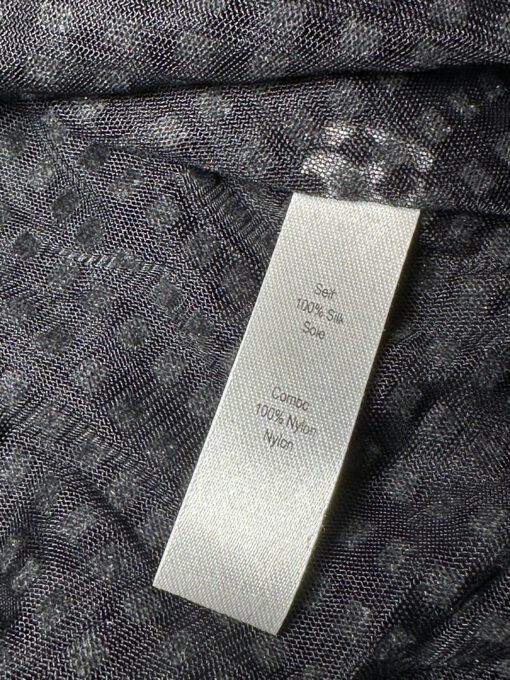 Self
100% Silk
Soie
Combo
100% Nylon
Nylon